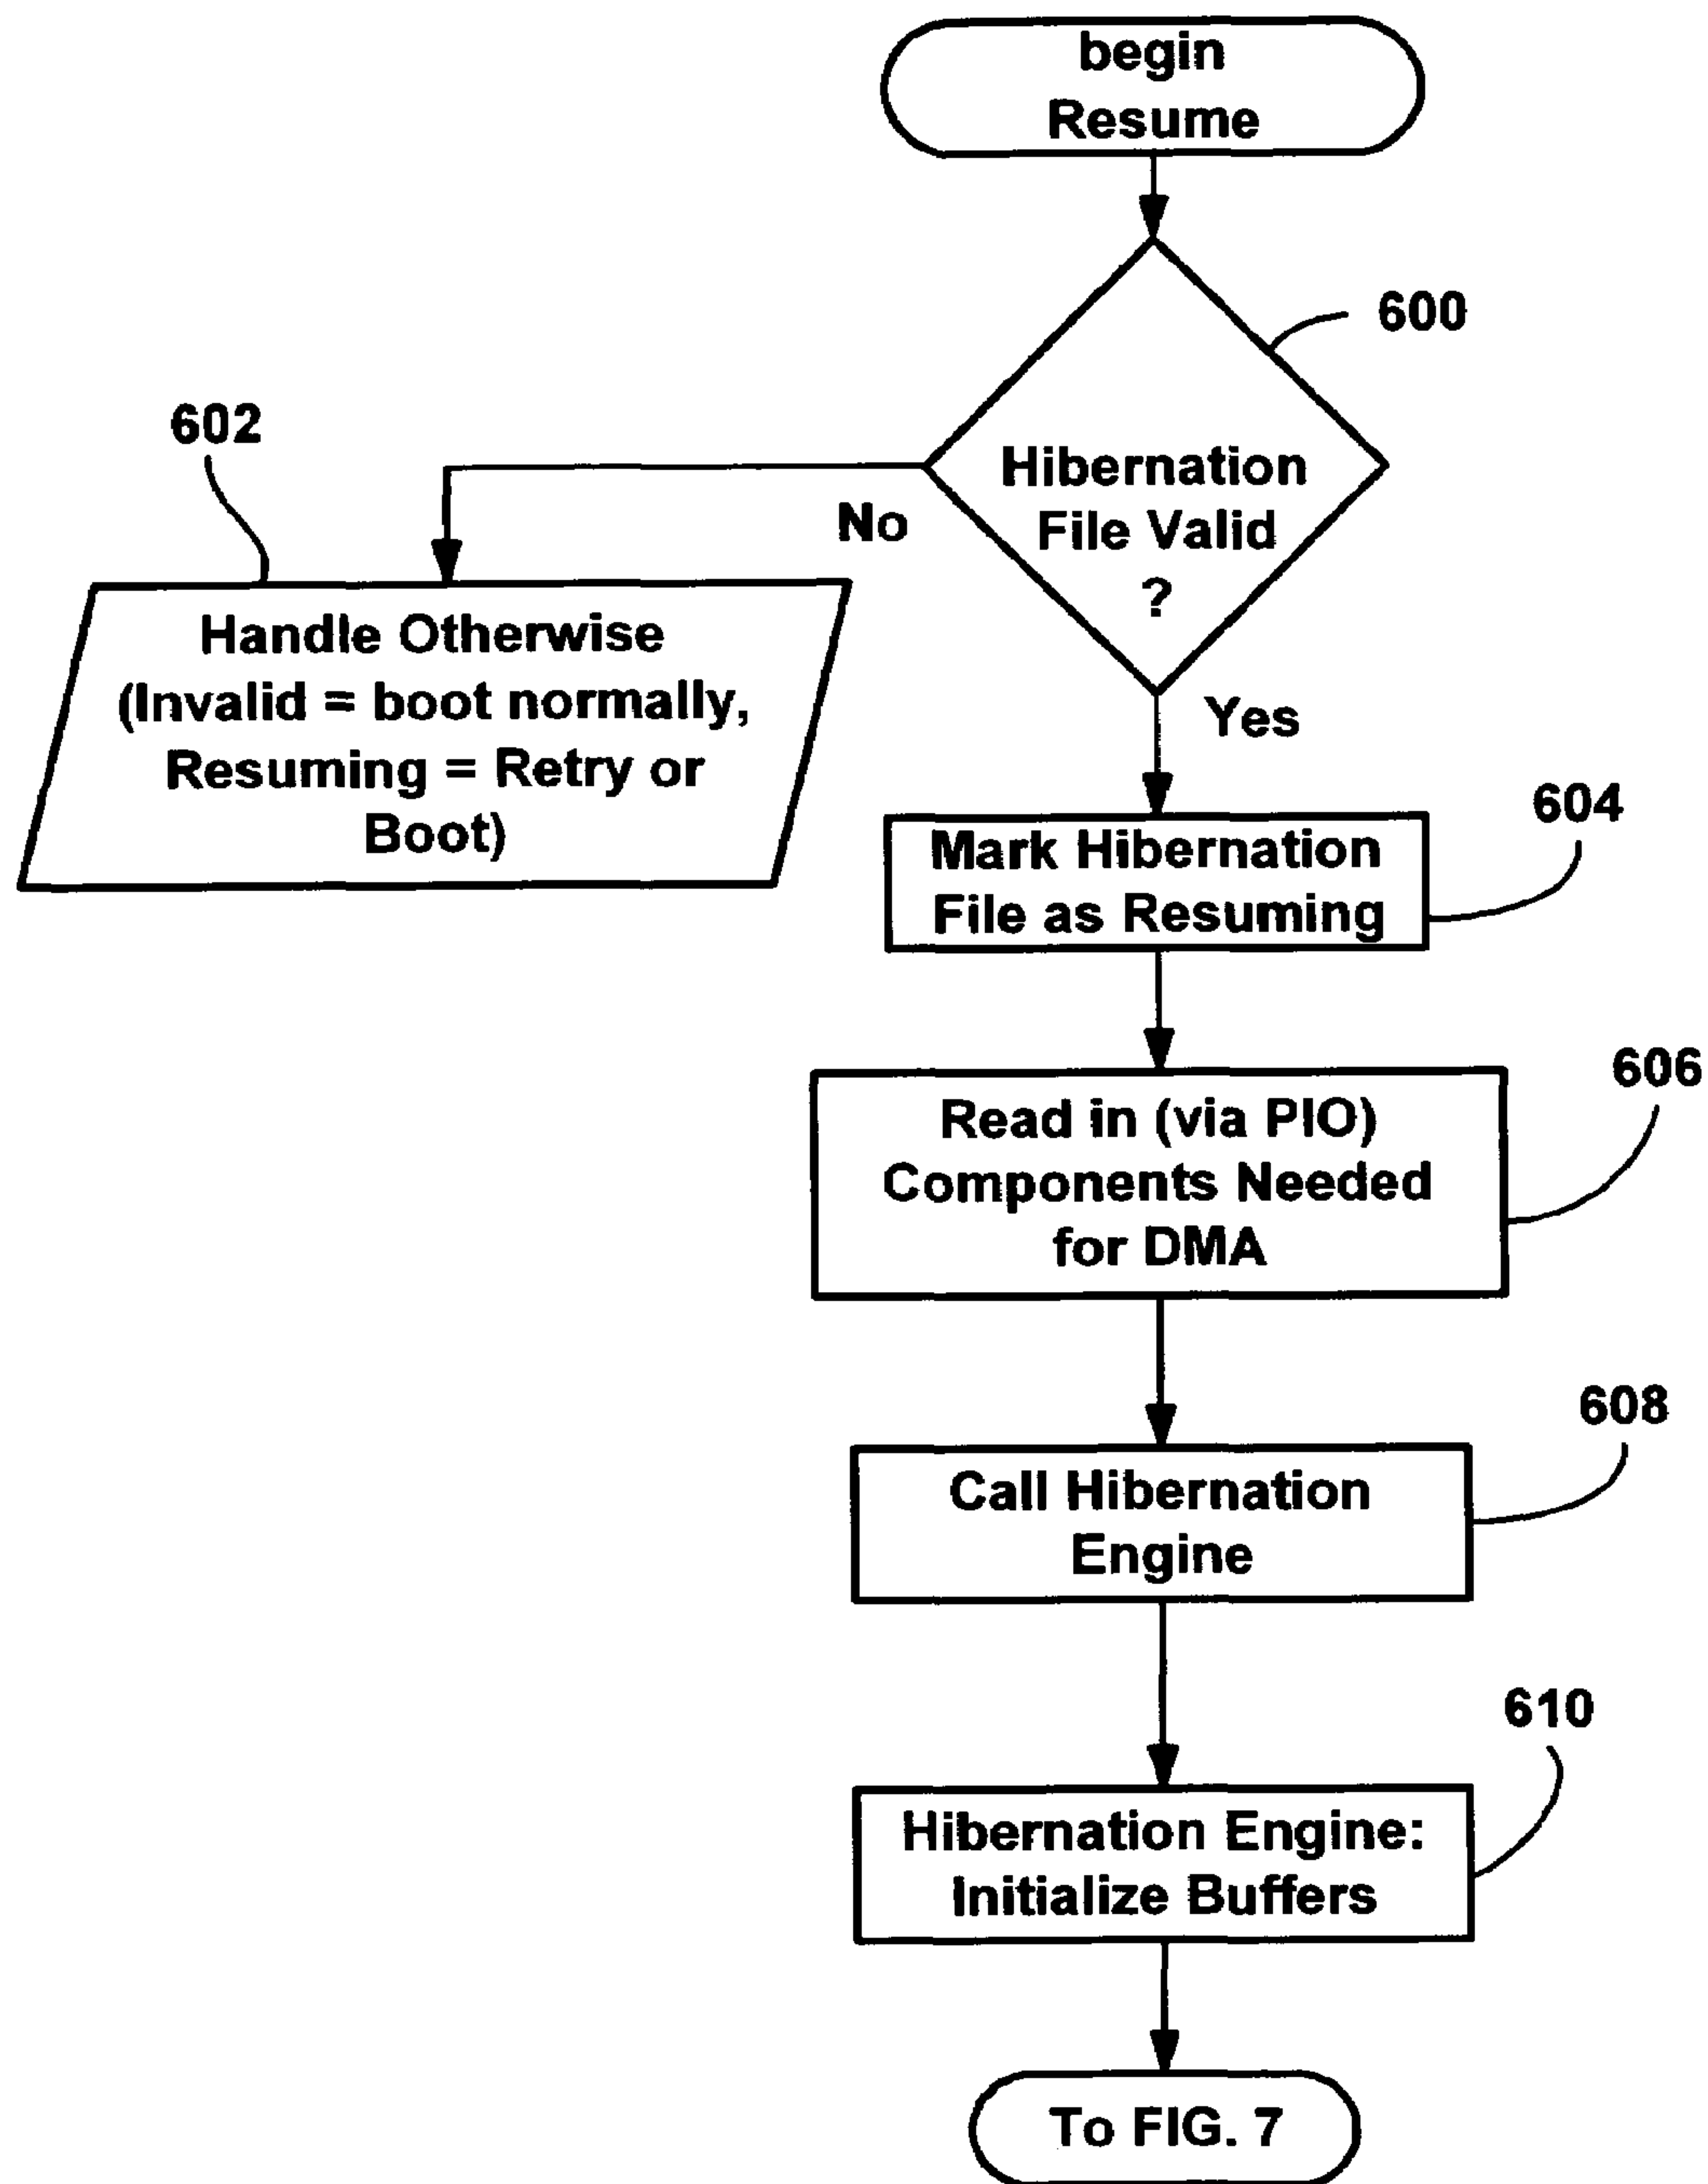 begin
Resume
600
Hibernation
File Valid
?
No
Yes
602
Handle Otherwise
(Invalid = boot normally,
Resuming = Retry or
Boot)
604
Mark Hibernation
File as Resuming
606
Read in (via PIO)
Components Needed
for DMA
608
Call Hibernation
Engine
610
Hibernation Engine:
Initialize Buffers
To FIG. 7